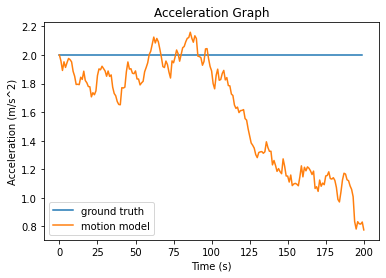 Acceleration Graph
Acceleration (m/s^2)
2.2
2.0
1.8
1.6
1.4
1.2
1.0
0.8
ground truth
motion model
0 25 50 75 100 125 150 175 200
Time (s)